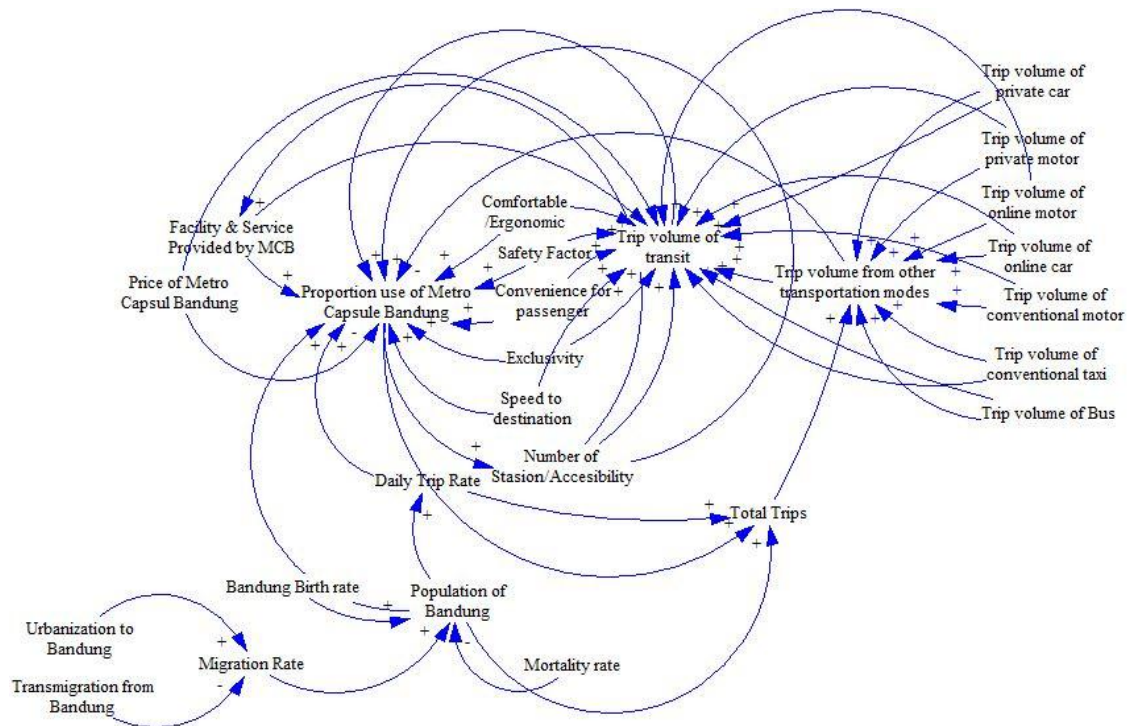 Trip volume of
private car
Trip volume of
private motor
Trip volume of
online motor
Trip volume of
online car
Trip volume of
conventional motor
Trip volume of
conventional taxi
Trip volume of Bus
Trip volume from other
transportation modes
Trip volume of
transit
Comfortable
/Ergonomic
Safety Factor
Convenience for
passenger
Exclusivity
Speed to
destination
Number of
Stasion/Accesibility
Facility & Service
Provided by MCB
Price of Metro
Capsul Bandung
Proportion use of Metro
Capsule Bandung
Daily Trip Rate
Total Trips
Bandung Birth rate
Population of
Bandung
Mortality rate
Urbanization to
Bandung
Migration Rate
Transmigration from
Bandung